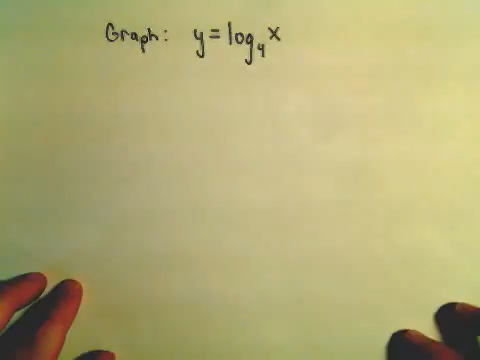 Graph: y = log₄ x